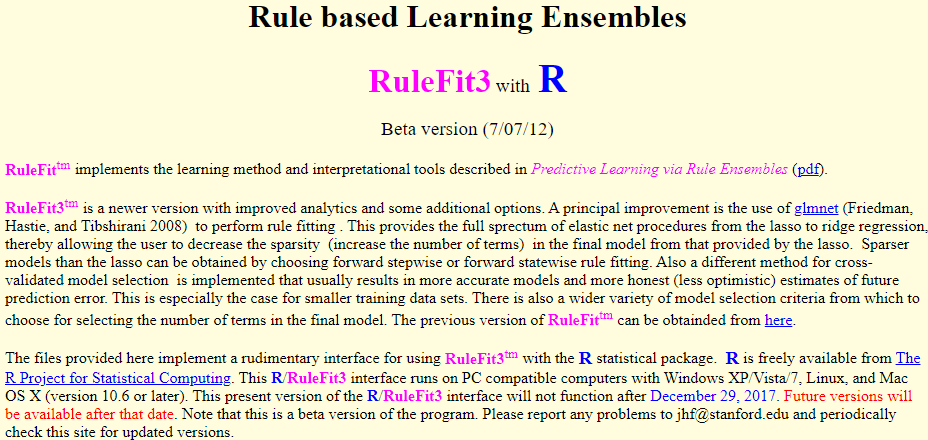 Rule based Learning Ensembles
RuleFit3 with R
Beta version (7/07/12)
RuleFittm implements the learning method and interpretational tools described in Predictive Learning via Rule Ensembles (pdf).
RuleFit3tm is a newer version with improved analytics and some additional options. A principal improvement is the use of glmnet (Friedman,
Hastie, and Tibshirani 2008)  to perform rule fitting . This provides the full sprectum of elastic net procedures from the lasso to ridge regression,
thereby allowing the user to decrease the sparsity  (increase the number of terms)  in the final model from that provided by the lasso.  Sparser
models than the lasso can be obtained by choosing forward stepwise or forward statewise rule fitting. Also a different method for cross-
validated model selection  is implemented that usually results in more accurate models and more honest (less optimistic) estimates of future
prediction error. This is especially the case for smaller training data sets. There is also a wider variety of model selection criteria from which to
choose for selecting the number of terms in the final model. The previous version of RuleFittm can be obtainded from here.
The files provided here implement a rudimentary interface for using RuleFit3tm with the R statistical package.  R is freely available from The
R Project for Statistical Computing. This R/RuleFit3 interface runs on PC compatible computers with Windows XP/Vista/7, Linux, and Mac
OS X (version 10.6 or later). This present version of the R/RuleFit3 interface will not function after December 29, 2017. Future versions will
be available after that date. Note that this is a beta version of the program. Please report any problems to jhf@stanford.edu and periodically
check this site for updated versions.